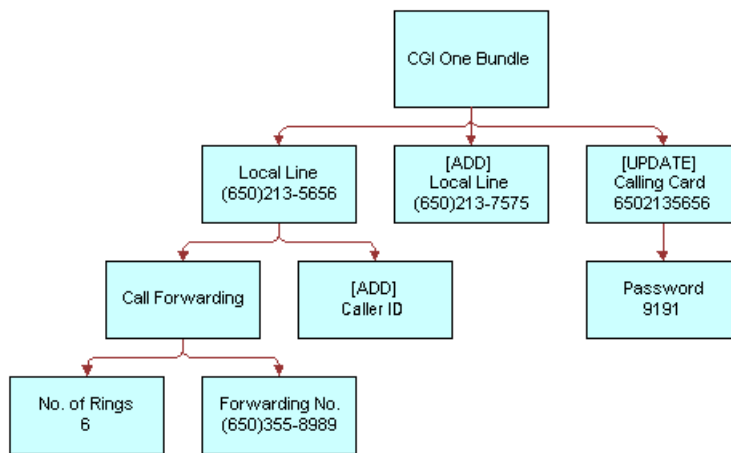 CGI One Bundle
Local Line
(650)213-5656
[ADD]
Local Line
(650)213-7575
[UPDATE]
Calling Card
6502135656
Call Forwarding
[ADD]
Caller ID
Password
9191
No. of Rings
6
Forwarding No.
(650)355-8989